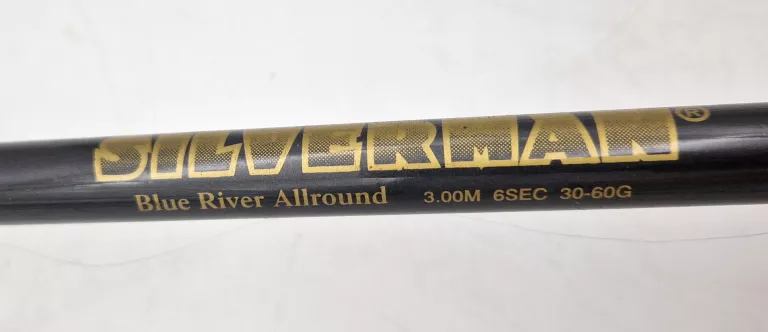 SILVERMAN®
Blue River Allround 3.00M 6SEC 30-60G